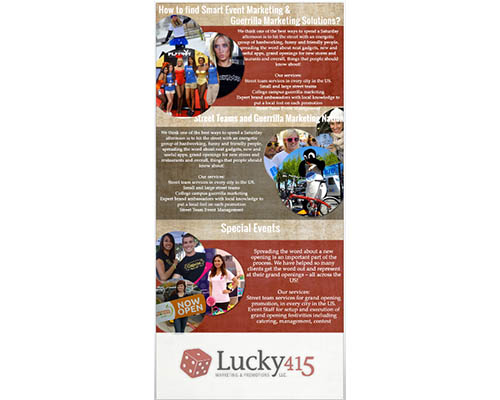 How to find Smart Event Marketing &
Guerrilla Marketing Solutions?
We think one of the best ways to spend a Saturday
afternoon is to hit the street with an energetic
group of hardworking, funny and friendly people,
spreading the word about neat gadgets, new and
useful apps, grand openings for new stores and
restaurants and overall, things that people should
know about!
Our services:
Street team services in every city in the US.
Small and large street teams
College campus guerrilla marketing
Expert brand ambassadors with local knowledge to
put a local feel on each promotion
Street Teams and Guerrilla Marketing Nation
We think one of the best ways to spend a Saturday
afternoon is to hit the street with an energetic
group of hardworking, funny and friendly people,
spreading the word about neat gadgets, new and
useful apps, grand openings for new stores and
restaurants and overall, things that people should
know about!
Our services:
Street team services in every city in the US.
Small and large street teams
College campus guerrilla marketing
Expert brand ambassadors with local knowledge to
put a local feel on each promotion
Street Team Event Management
Special Events
Spreading the word about a new
opening is so important part of the
process. We have helped so many
clients get the word out and represent
at their grand openings – all across the
US!
Our services:
Street team services for grand opening
promotion, in every city in the US.
Event Staff for setup and execution of
grand opening festivities including
catering, management, contest
NOW
OPEN
Lucky415
MARKETING & PROMOTIONS LLC.